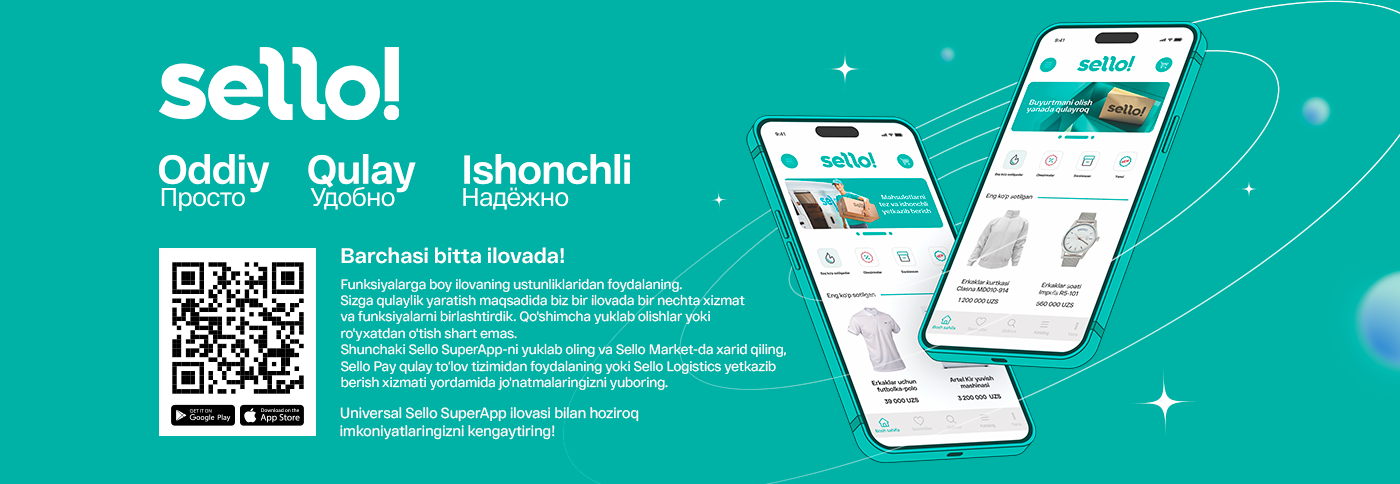 sello!
Oddiy Qulay Ishonchli
Просто Удобно Надёжно
Barchasi bitta ilovada!
Funksiyalarga boy ilovaning ustunliklaridan foydalaning.
Sizga qulaylik yaratish maqsadida biz bir ilovada bir nechta xizmat
va funksiyalarni birlashtirdik. Qo'shimcha yuklab olishlar yoki
ro'yxatdan o'tish shart emas.
Shunchaki Sello SuperApp-ni yuklab oling va Sello Market-da xarid qiling,
Sello Pay qulay to'lov tizimidan foydalaning yoki Sello Logistics yetkazib
berish xizmati yordamida jo'natmalaringizni yuboring.
Universal Sello SuperApp ilovasi bilan hoziroq
imkoniyatlaringizni kengaytiring!
GET IT ON
Google Play
Download on the
App Store
9:41
sello!
Mahsulotlarni
tez va ishonchli
yetkazib berish
Eng ko'p sotilgan
Erkaklar uchun
futbolka-polo
39 000 UZS
Artel Kir yuvish
mashinasi
3 200 000 UZS
Bosh sahifa
9:41
sello!
Buyurtmani olish
yanada qulayroq
sello!
Eng ko'p sotilgan
Erkaklar kurtkasi
Clasna MD010-914
1 200 000 UZS
Erkaklar soati
Impuls RS-101
560 000 UZS
Bosh sahifa